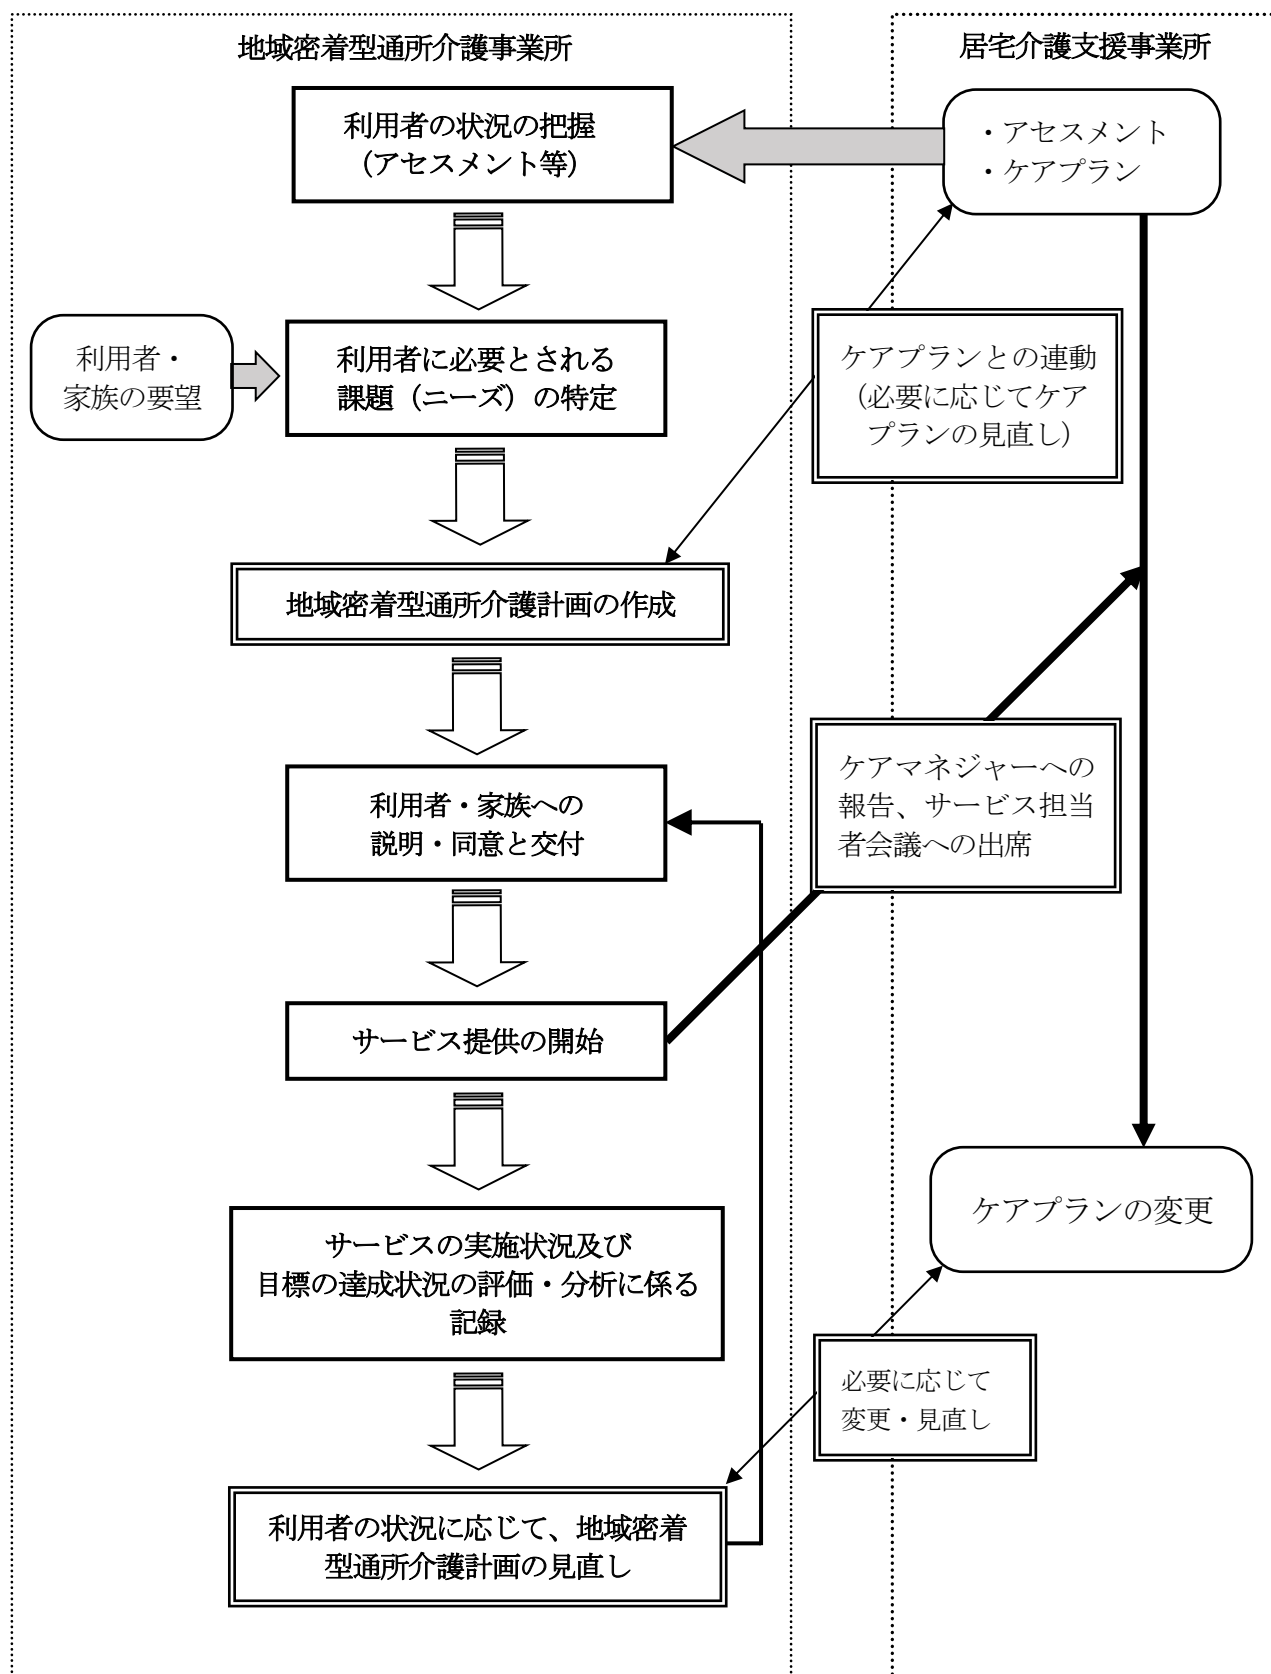 地域密着型通所介護事業所
居宅介護支援事業所
利用者の状況の把握
（アセスメント等）
・アセスメント
・ケアプラン
利用者・
家族の要望
利用者に必要とされる
課題（ニーズ）の特定
ケアプランとの連動
（必要に応じてケア
プランの見直し）
地域密着型通所介護計画の作成
利用者・家族への
説明・同意と交付
ケアマネジャーへの
報告、サービス担当
者会議への出席
サービス提供の開始
ケアプランの変更
サービスの実施状況及び
目標の達成状況の評価・分析に係る
記録
必要に応じて
変更・見直し
利用者の状況に応じて、地域密着
型通所介護計画の見直し